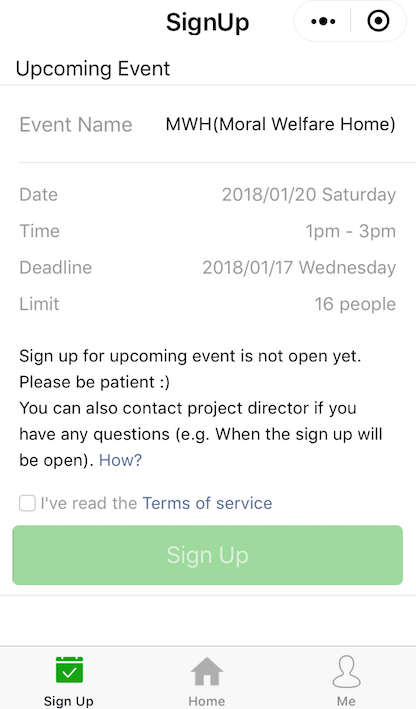 SignUp
Upcoming Event
Event Name MWH(Moral Welfare Home)
Date 2018/01/20 Saturday
Time 1pm - 3pm
Deadline 2018/01/17 Wednesday
Limit 16 people
Sign up for upcoming event is not open yet.
Please be patient :)
You can also contact project director if you
have any questions (e.g. When the sign up will
be open). How?
I've read the Terms of service
Sign Up
Sign Up Home Me